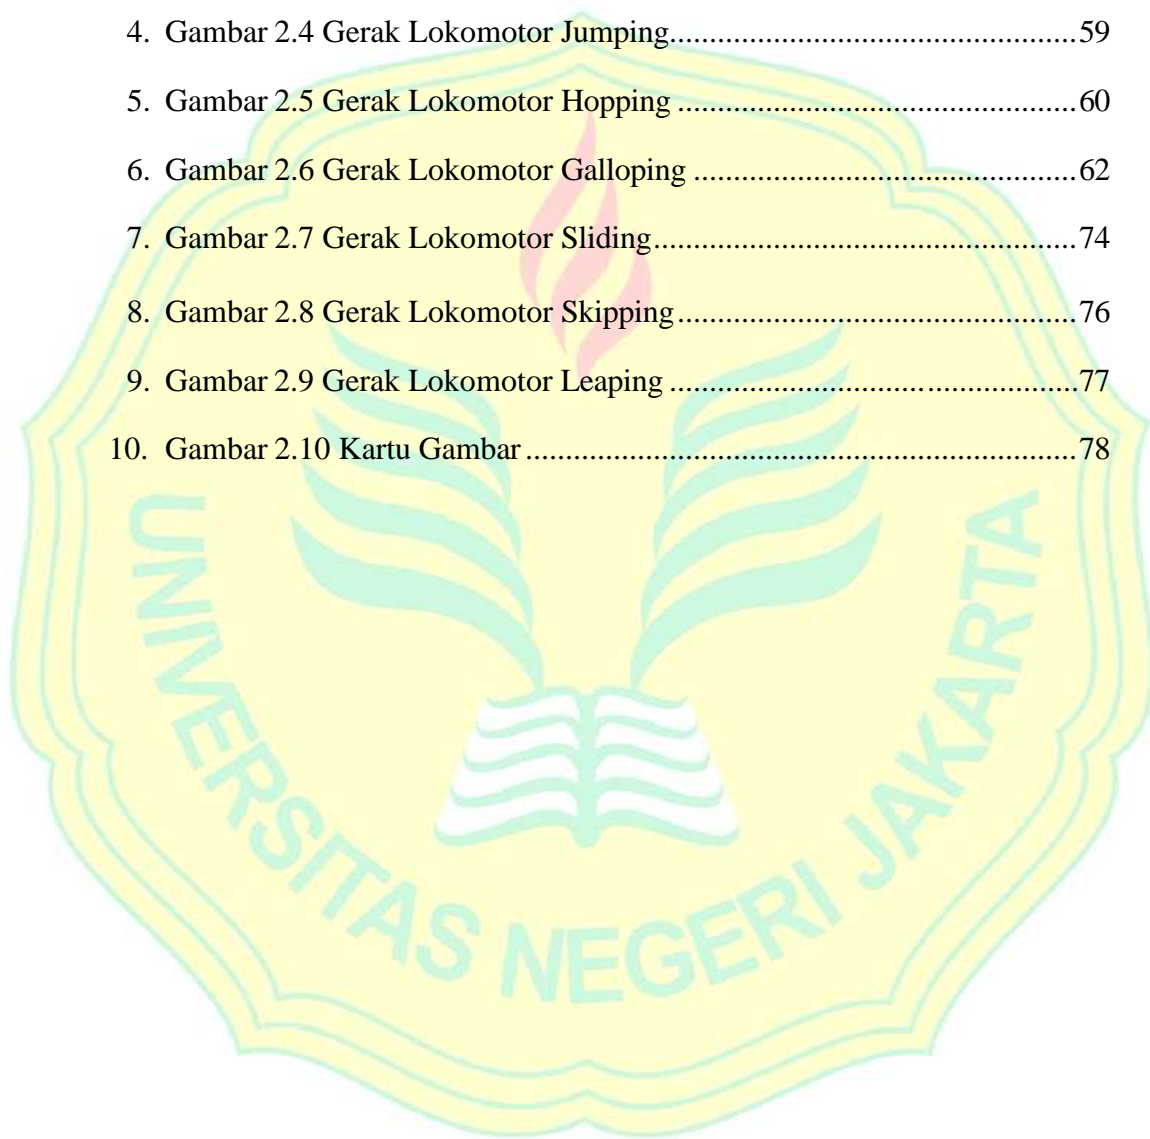 4. Gambar 2.4 Gerak Lokomotor Jumping....................................................59
5. Gambar 2.5 Gerak Lokomotor Hopping ...................................................60
6. Gambar 2.6 Gerak Lokomotor Galloping .................................................62
7. Gambar 2.7 Gerak Lokomotor Sliding......................................................74
8. Gambar 2.8 Gerak Lokomotor Skipping...................................................76
9. Gambar 2.9 Gerak Lokomotor Leaping ....................................................77
10. Gambar 2.10 Kartu Gambar ......................................................................78
UNIVERSITAS NEGERI JAKARTA